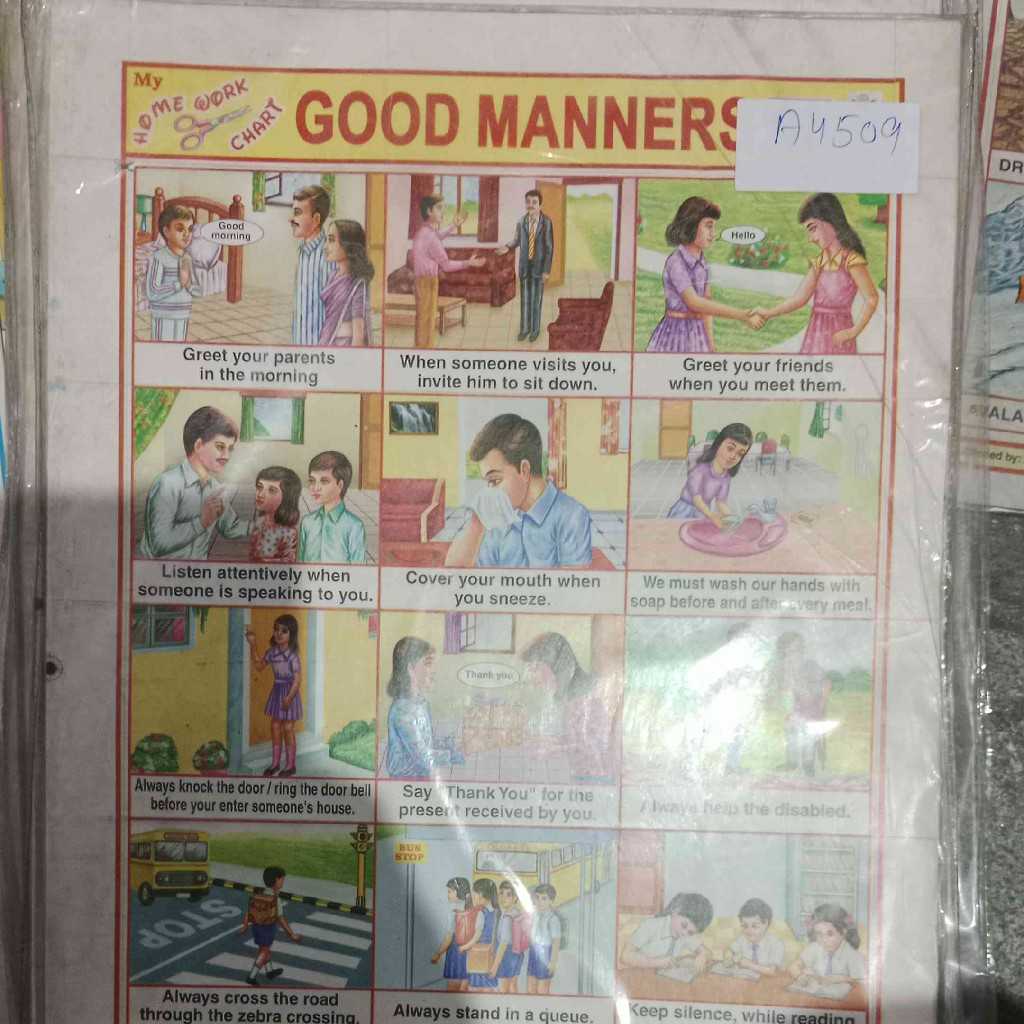 My
HOME WORK
CHART
GOOD MANNERS
A4509
Good
morning
Hello
Greet your parents
in the morning
When someone visits you,
invite him to sit down.
Greet your friends
when you meet them.
Listen attentively when
someone is speaking to you.
Cover your mouth when
you sneeze.
We must wash our hands with
soap before and after every meal.
Thank you
Always knock the door / ring the door bell
before your enter someone's house.
Say "Thank You" for the
present received by you.
Always help the disabled.
STOP
BUS
STOP
Always cross the road
through the zebra crossing.
Always stand in a queue.
Keep silence, while reading
DR